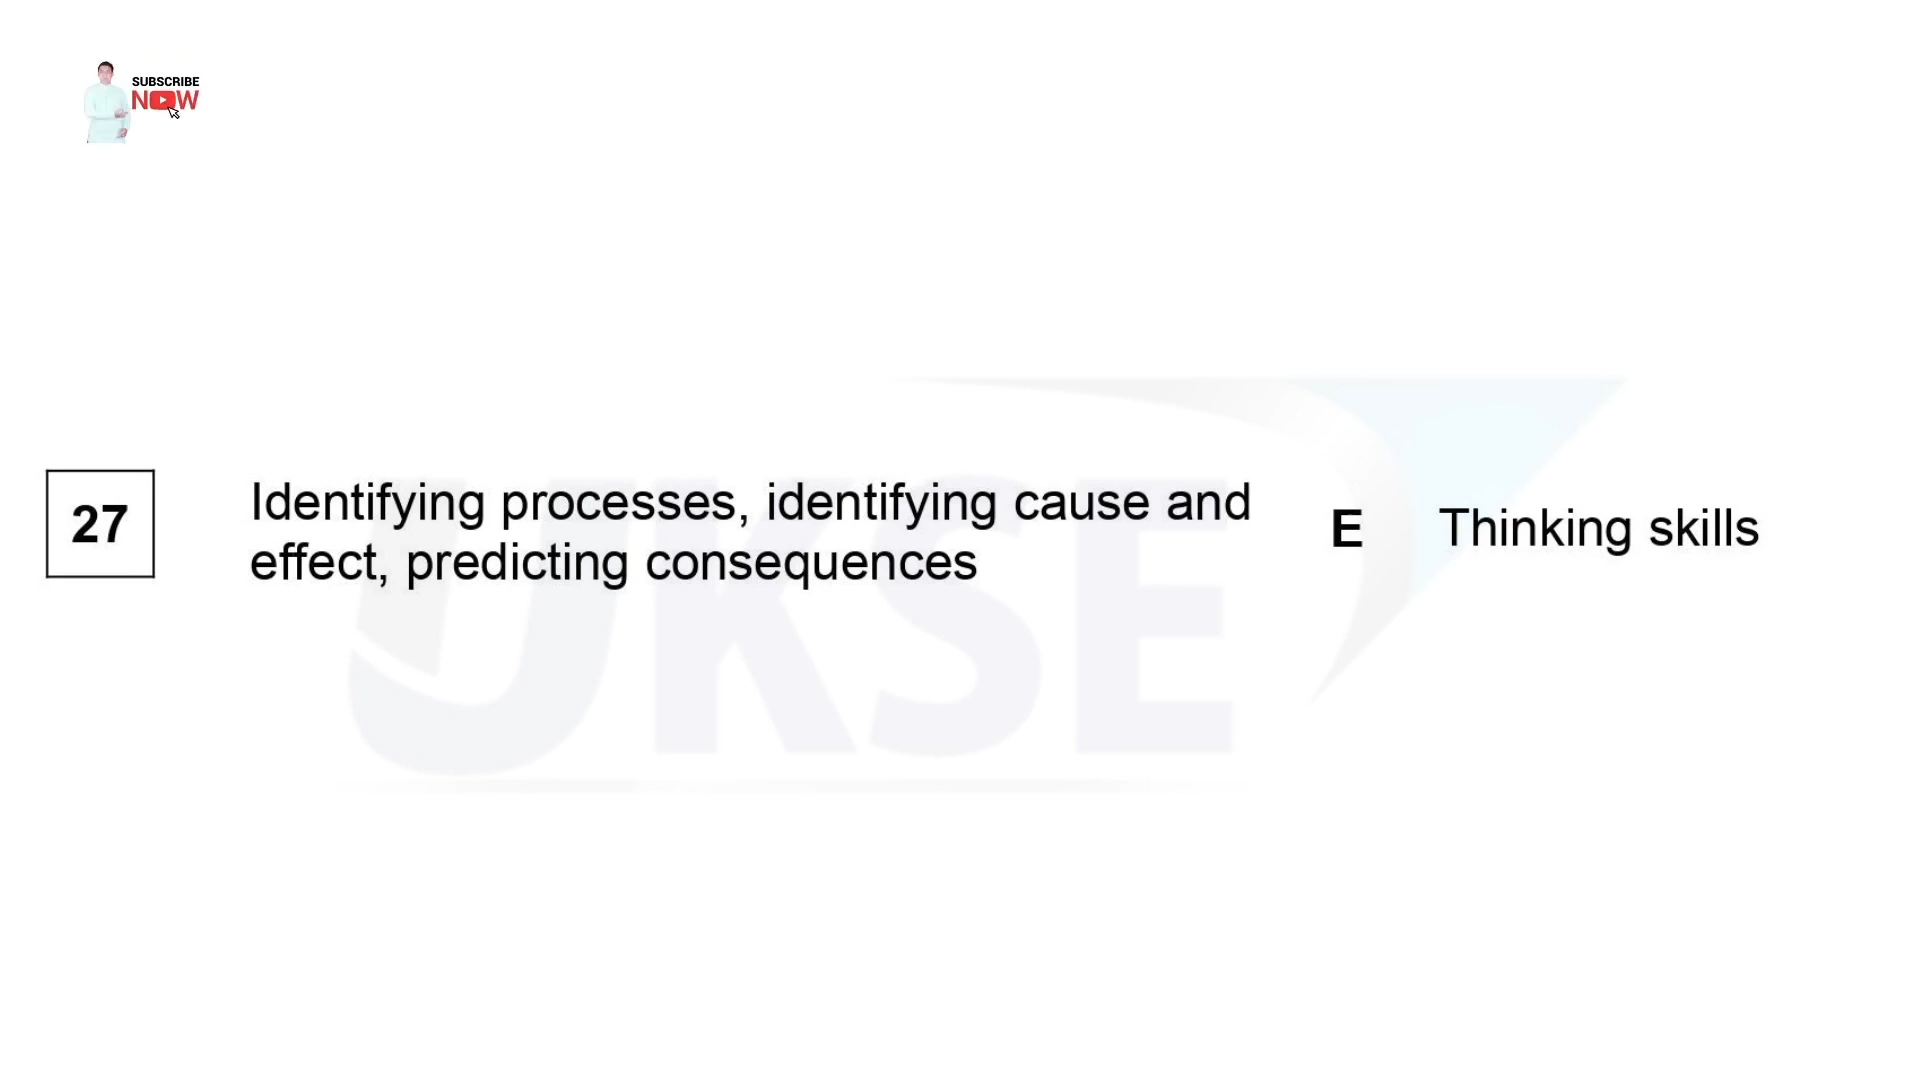 SUBSCRIBE
NOW
27
Identifying processes, identifying cause and
effect, predicting consequences
E Thinking skills
UKSE